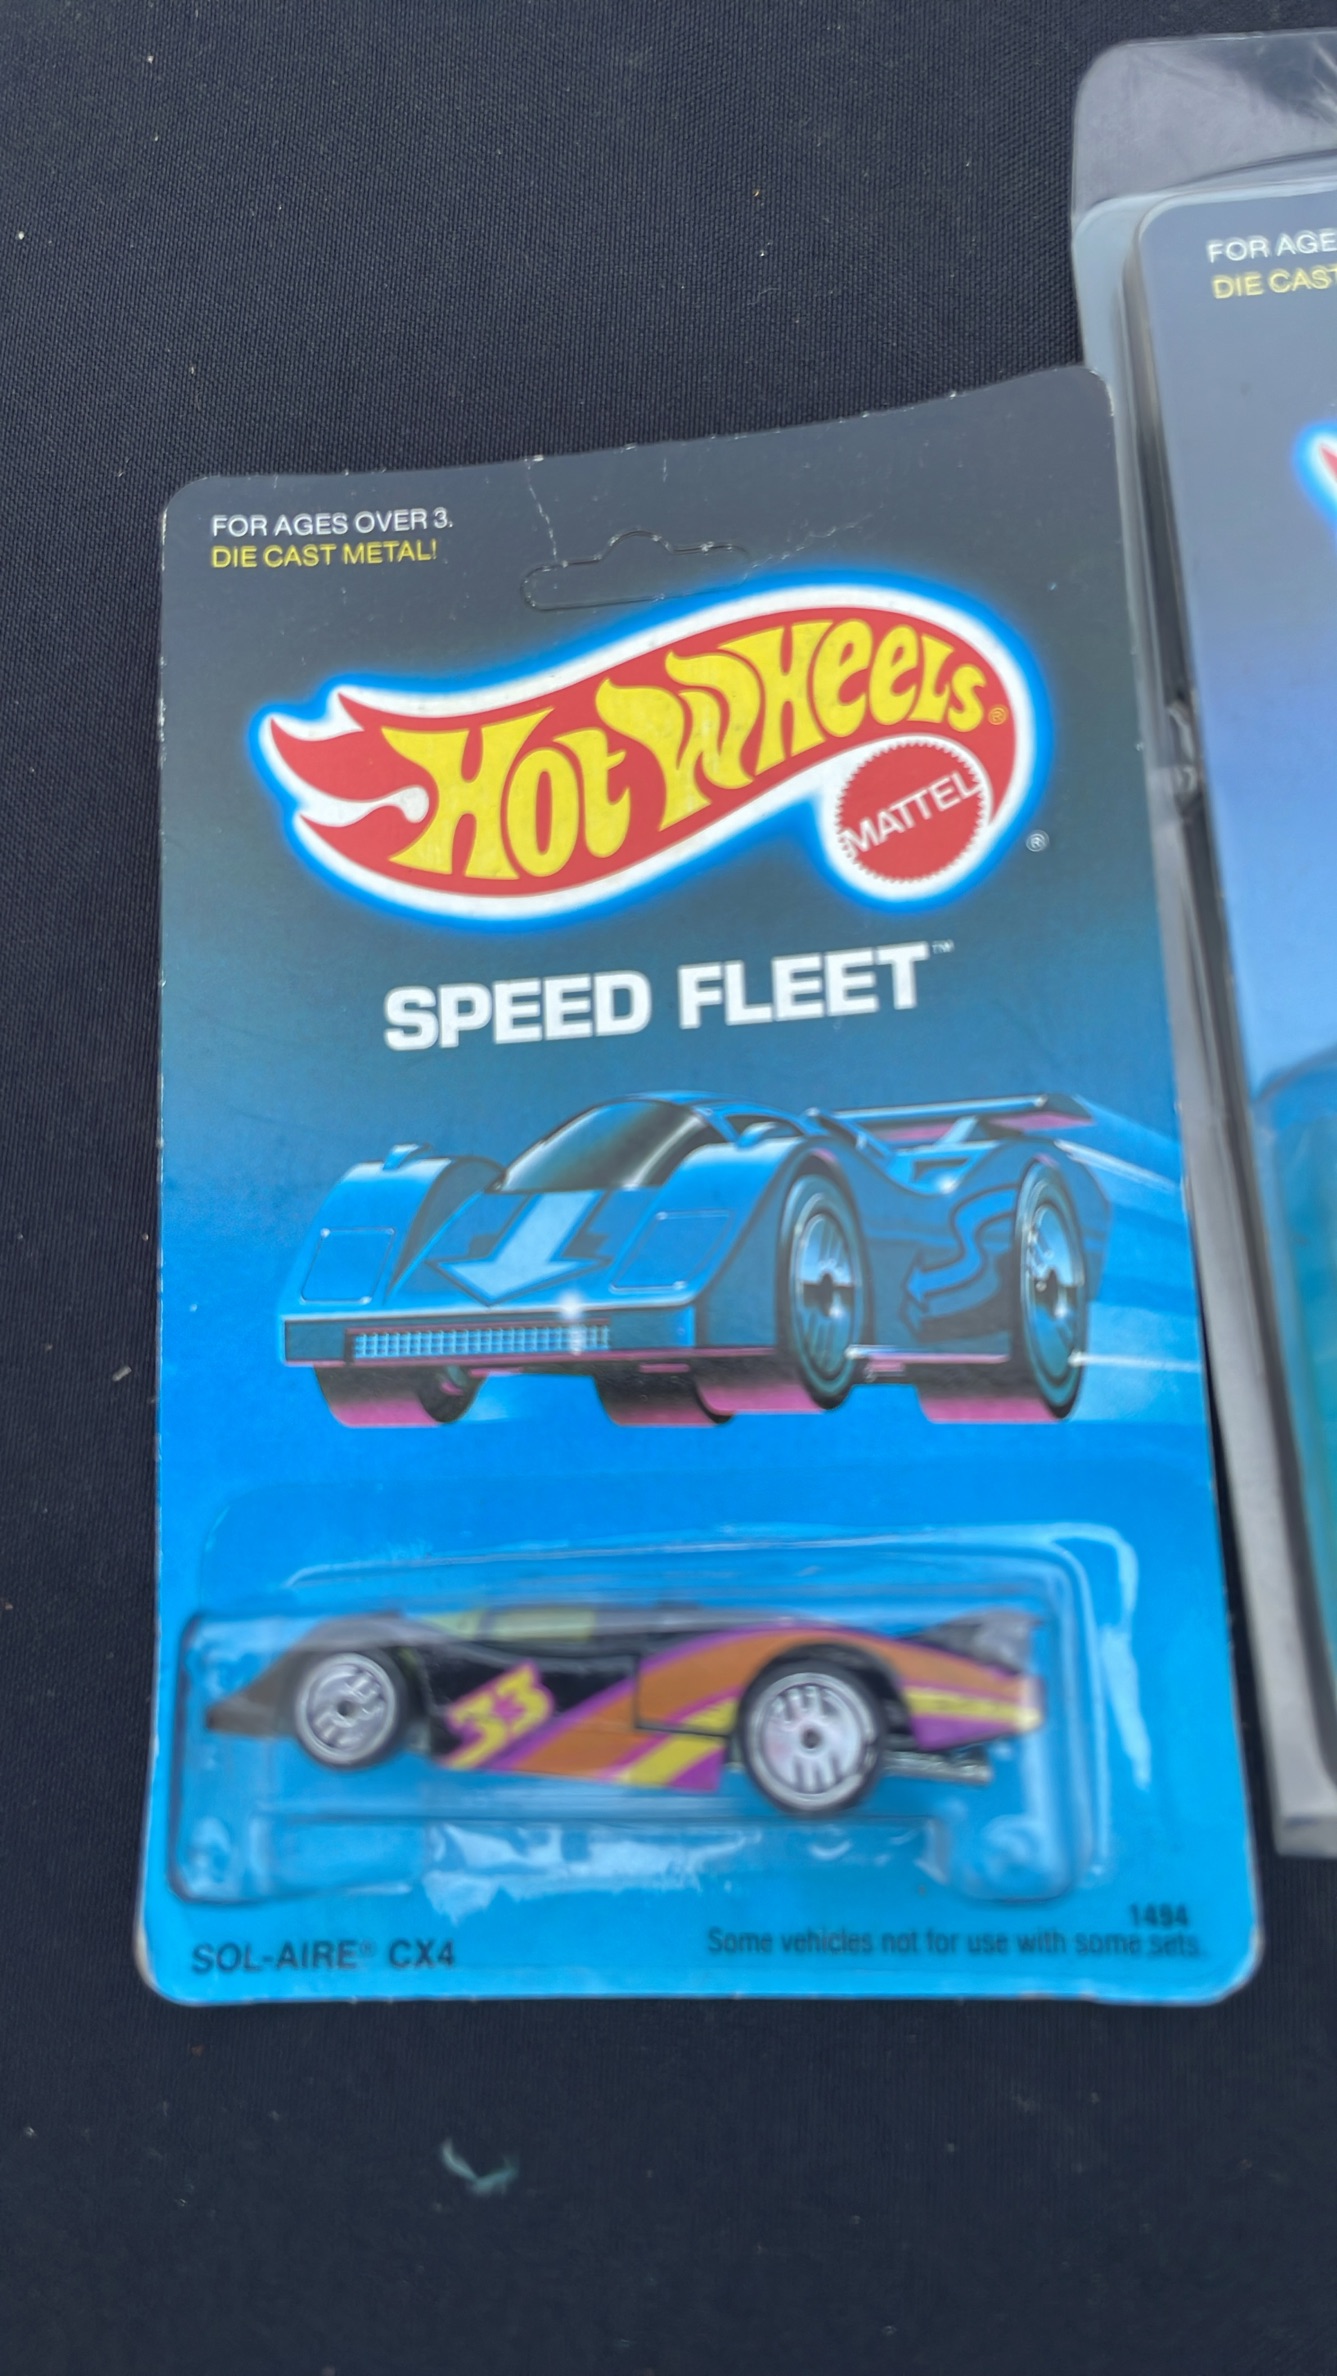 FOR AGES OVER 3.
DIE CAST METAL!
HOT WHEELS®
MATTEL
®
SPEED FLEET™
33
1494
SOL-AIRE® CX4
Some vehicles not for use with some sets.
FOR AGE
DIE CAST